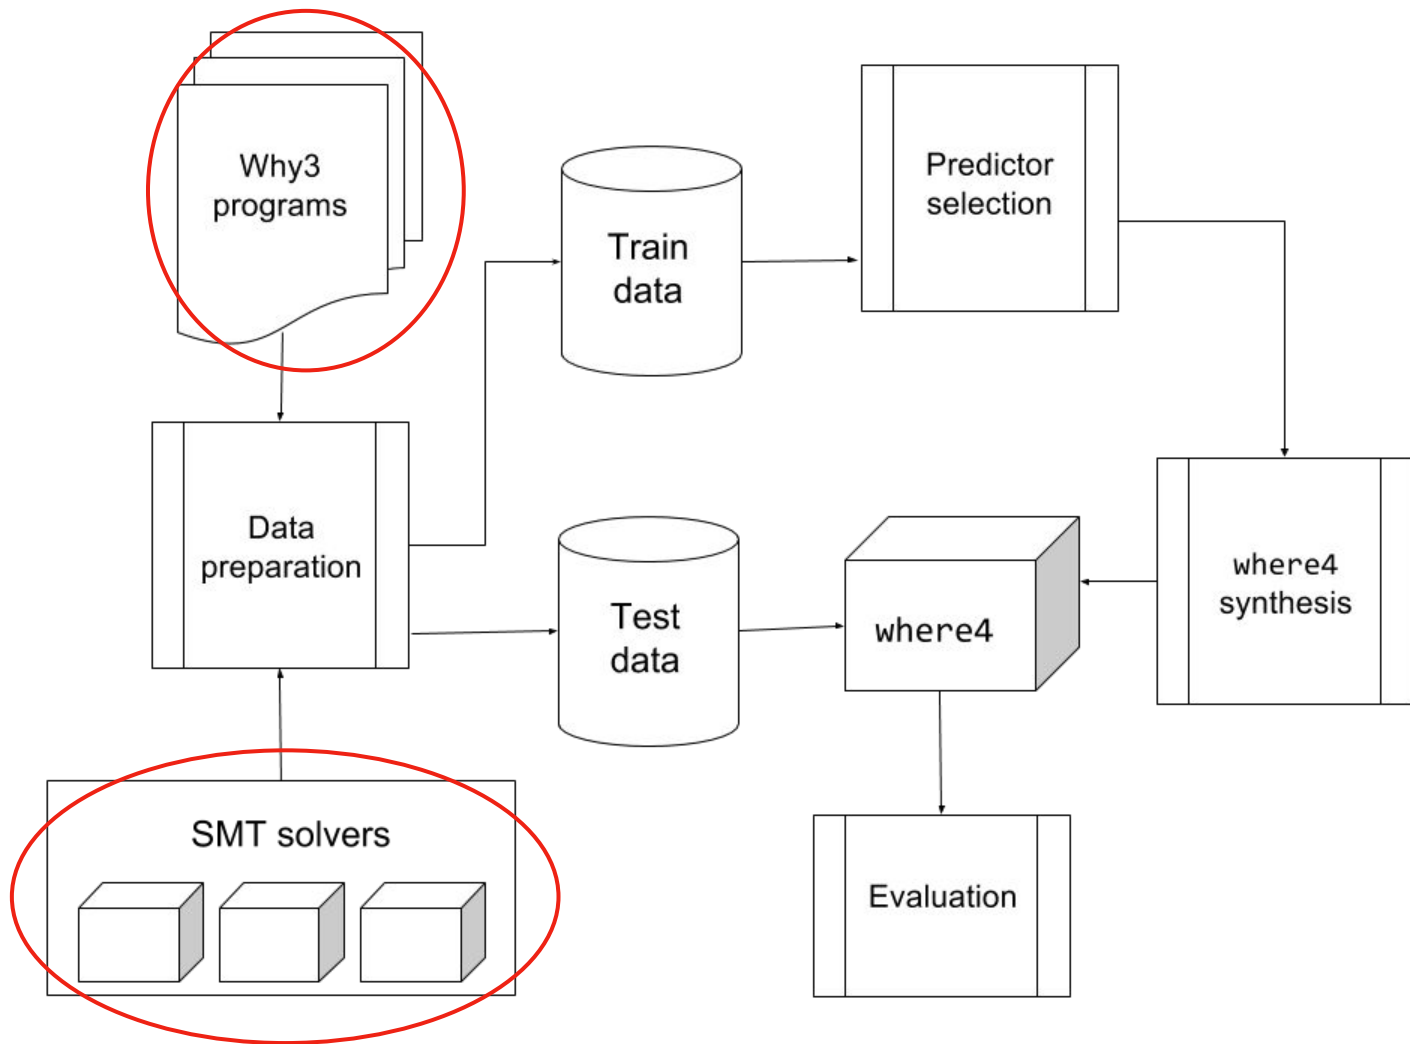 Why3
programs
Predictor
selection
Train
data
Data
preparation
where4
synthesis
Test
data
where4
SMT solvers
Evaluation